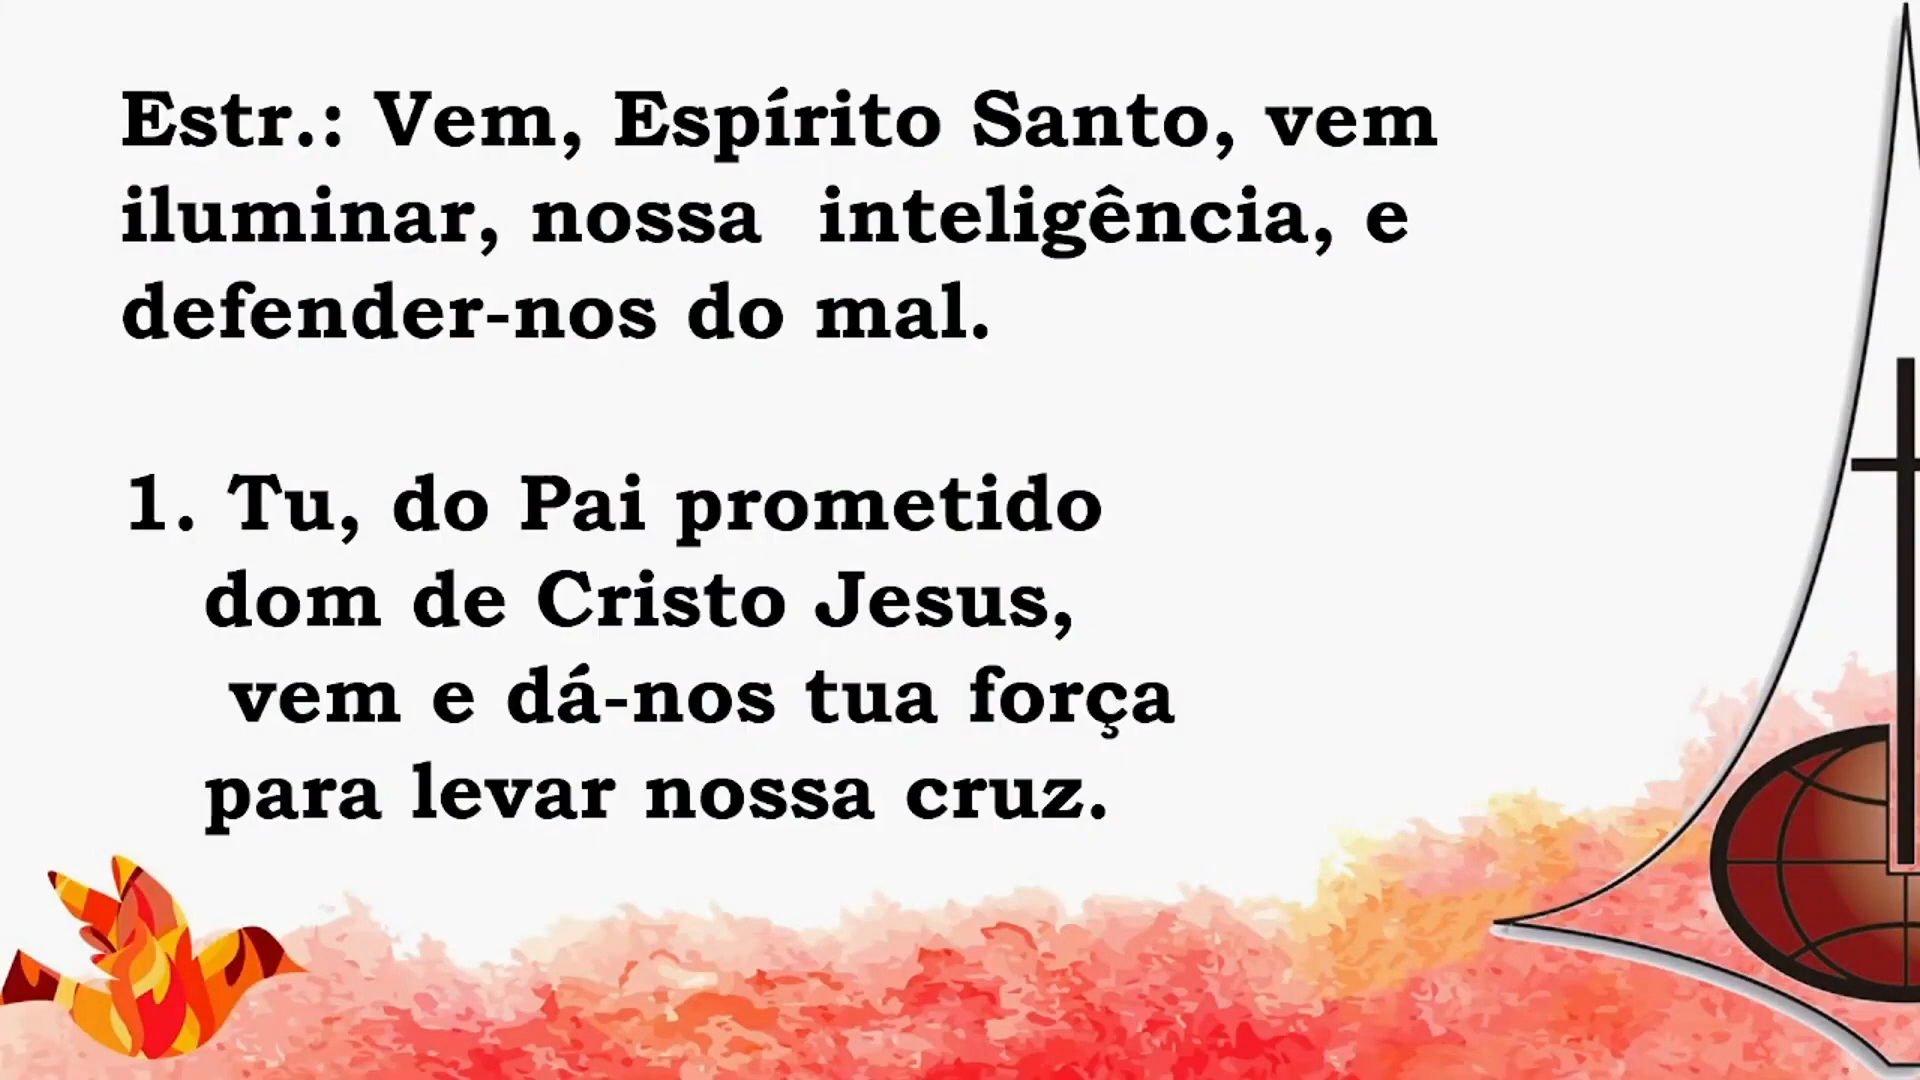 Estr.: Vem, Espírito Santo, vem
iluminar, nossa  inteligência, e
defender-nos do mal.
1. Tu, do Pai prometido
dom de Cristo Jesus,
vem e dá-nos tua força
para levar nossa cruz.